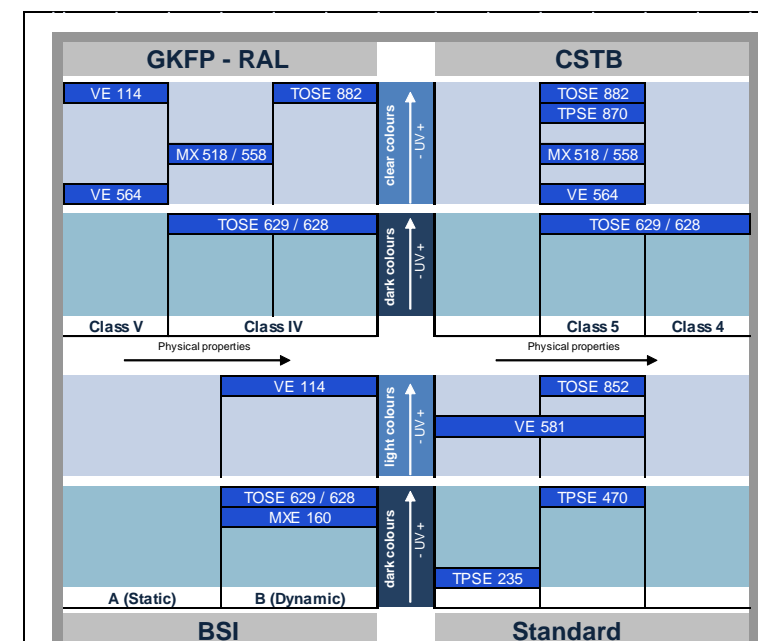 GKFP - RAL
CSTB
VE 114
TOSE 882
MX 518 / 558
VE 564
TOSE 629 / 628
clear colours
- UV +
dark colours
- UV +
TOSE 882
TPSE 870
MX 518 / 558
VE 564
TOSE 629 / 628
Class V
Class IV
Class 5
Class 4
Physical properties
Physical properties
VE 114
light colours
- UV +
TOSE 852
VE 581
TOSE 629 / 628
MXE 160
dark colours
- UV +
TPSE 470
TPSE 235
A (Static)
B (Dynamic)
BSI
Standard